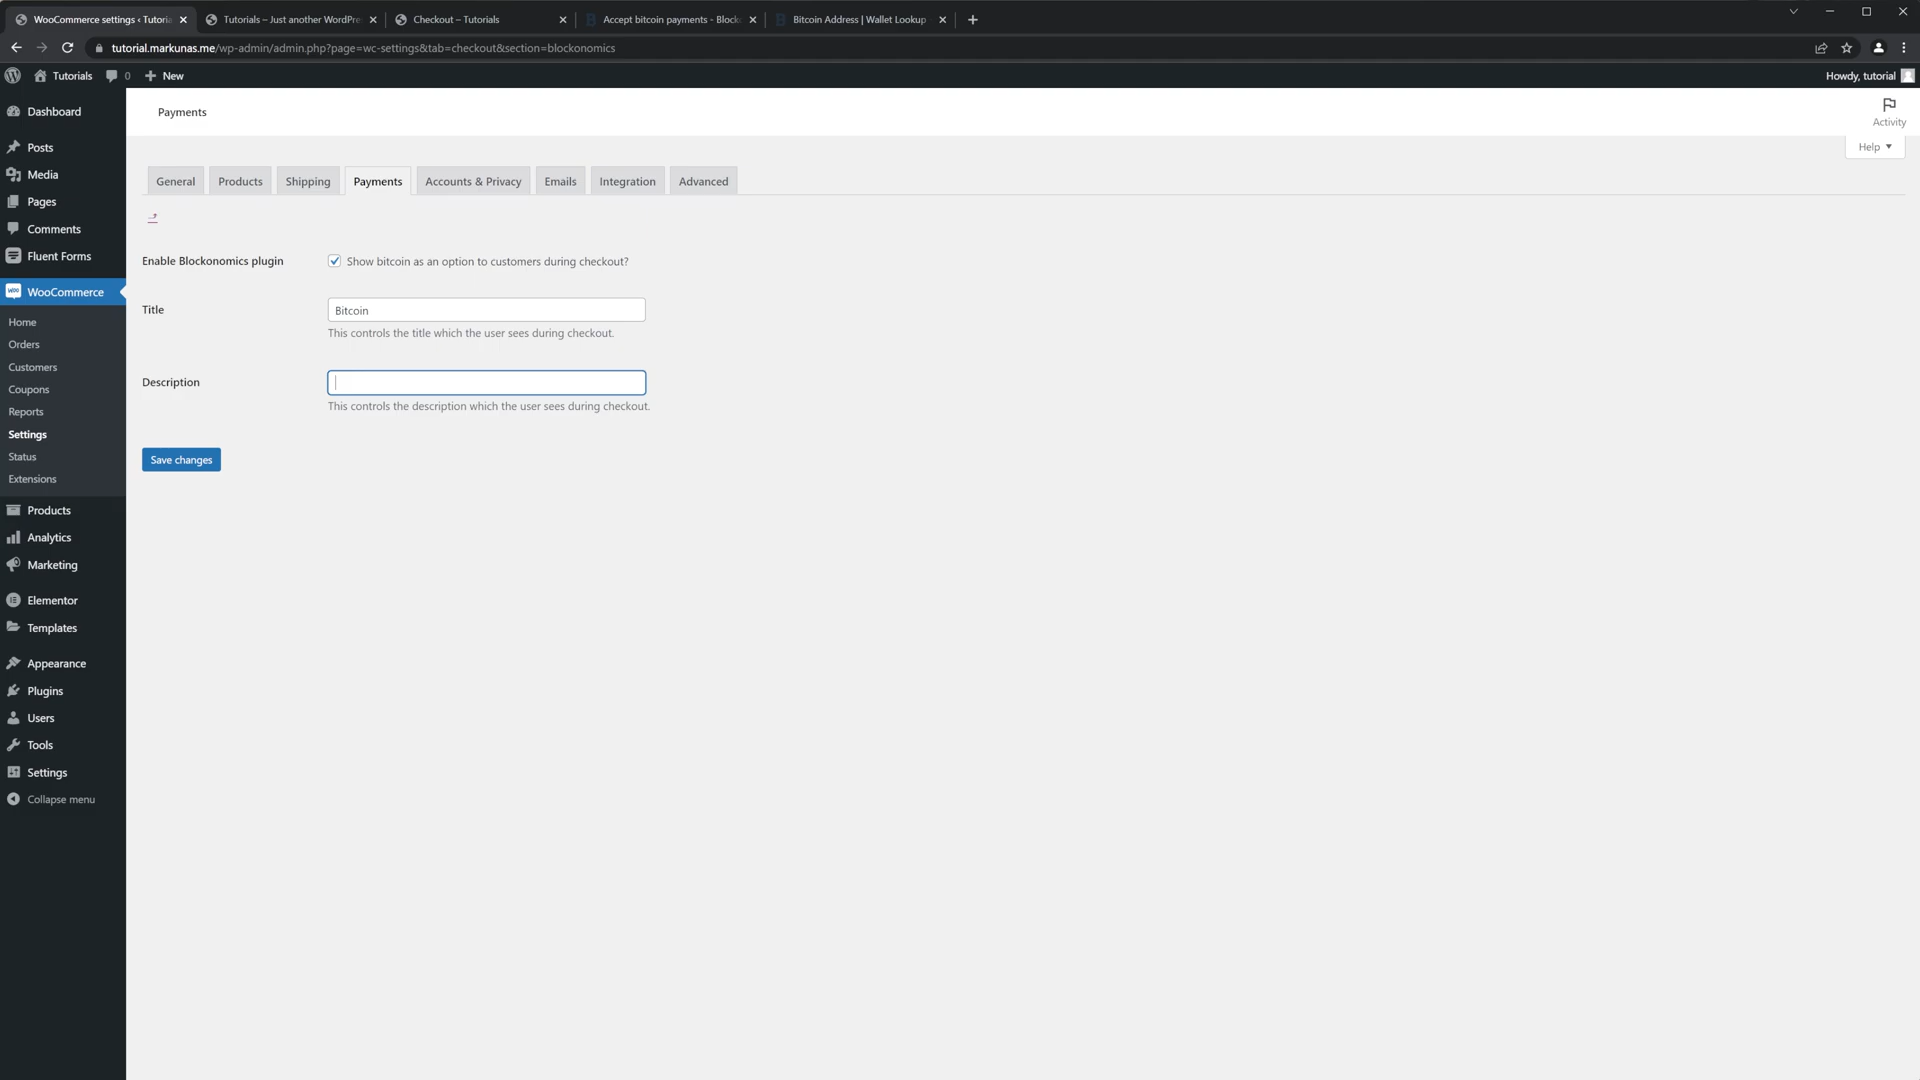 WooCommerce settings ‹ Tutoria
Tutorials – Just another WordPre
Checkout – Tutorials
Accept bitcoin payments - Block
Bitcoin Address | Wallet Lookup
tutorial.markunas.me/wp-admin/admin.php?page=wc-settings&tab=checkout&section=blockonomics
Tutorials
0
New
Howdy, tutorial
Dashboard
Posts
Media
Pages
Comments
Fluent Forms
WooCommerce
Home
Orders
Customers
Coupons
Reports
Settings
Status
Extensions
Products
Analytics
Marketing
Elementor
Templates
Appearance
Plugins
Users
Tools
Settings
Collapse menu
Payments
Activity
Help
General
Products
Shipping
Payments
Accounts & Privacy
Emails
Integration
Advanced
Enable Blockonomics plugin
Show bitcoin as an option to customers during checkout?
Title
Bitcoin
This controls the title which the user sees during checkout.
Description
This controls the description which the user sees during checkout.
Save changes